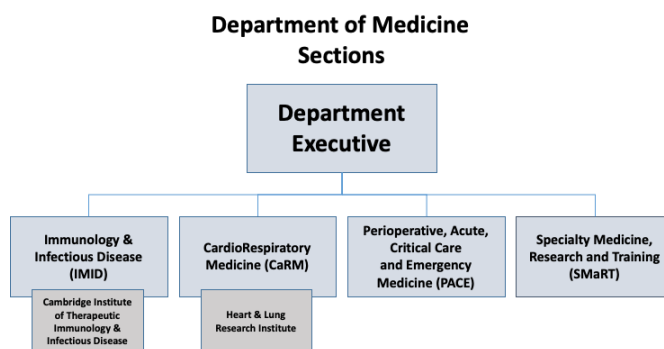 Department of Medicine
Sections
Department
Executive
Immunology &
Infectious Disease
(IMID)
CardioRespiratory
Medicine (CaRM)
Perioperative, Acute,
Critical Care
and Emergency
Medicine (PACE)
Specialty Medicine,
Research and Training
(SMaRT)
Cambridge Institute
of Therapeutic
Immunology &
Infectious Disease
Heart & Lung
Research Institute